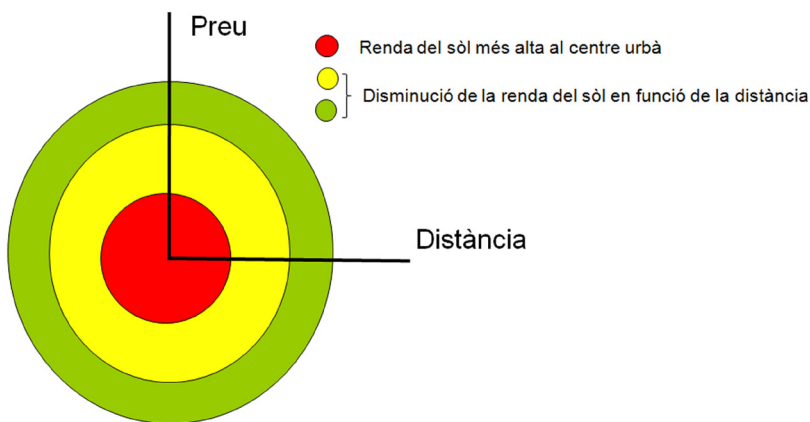 Preu
Renda del sòl més alta al centre urbà
Disminució de la renda del sòl en funció de la distància
Distància